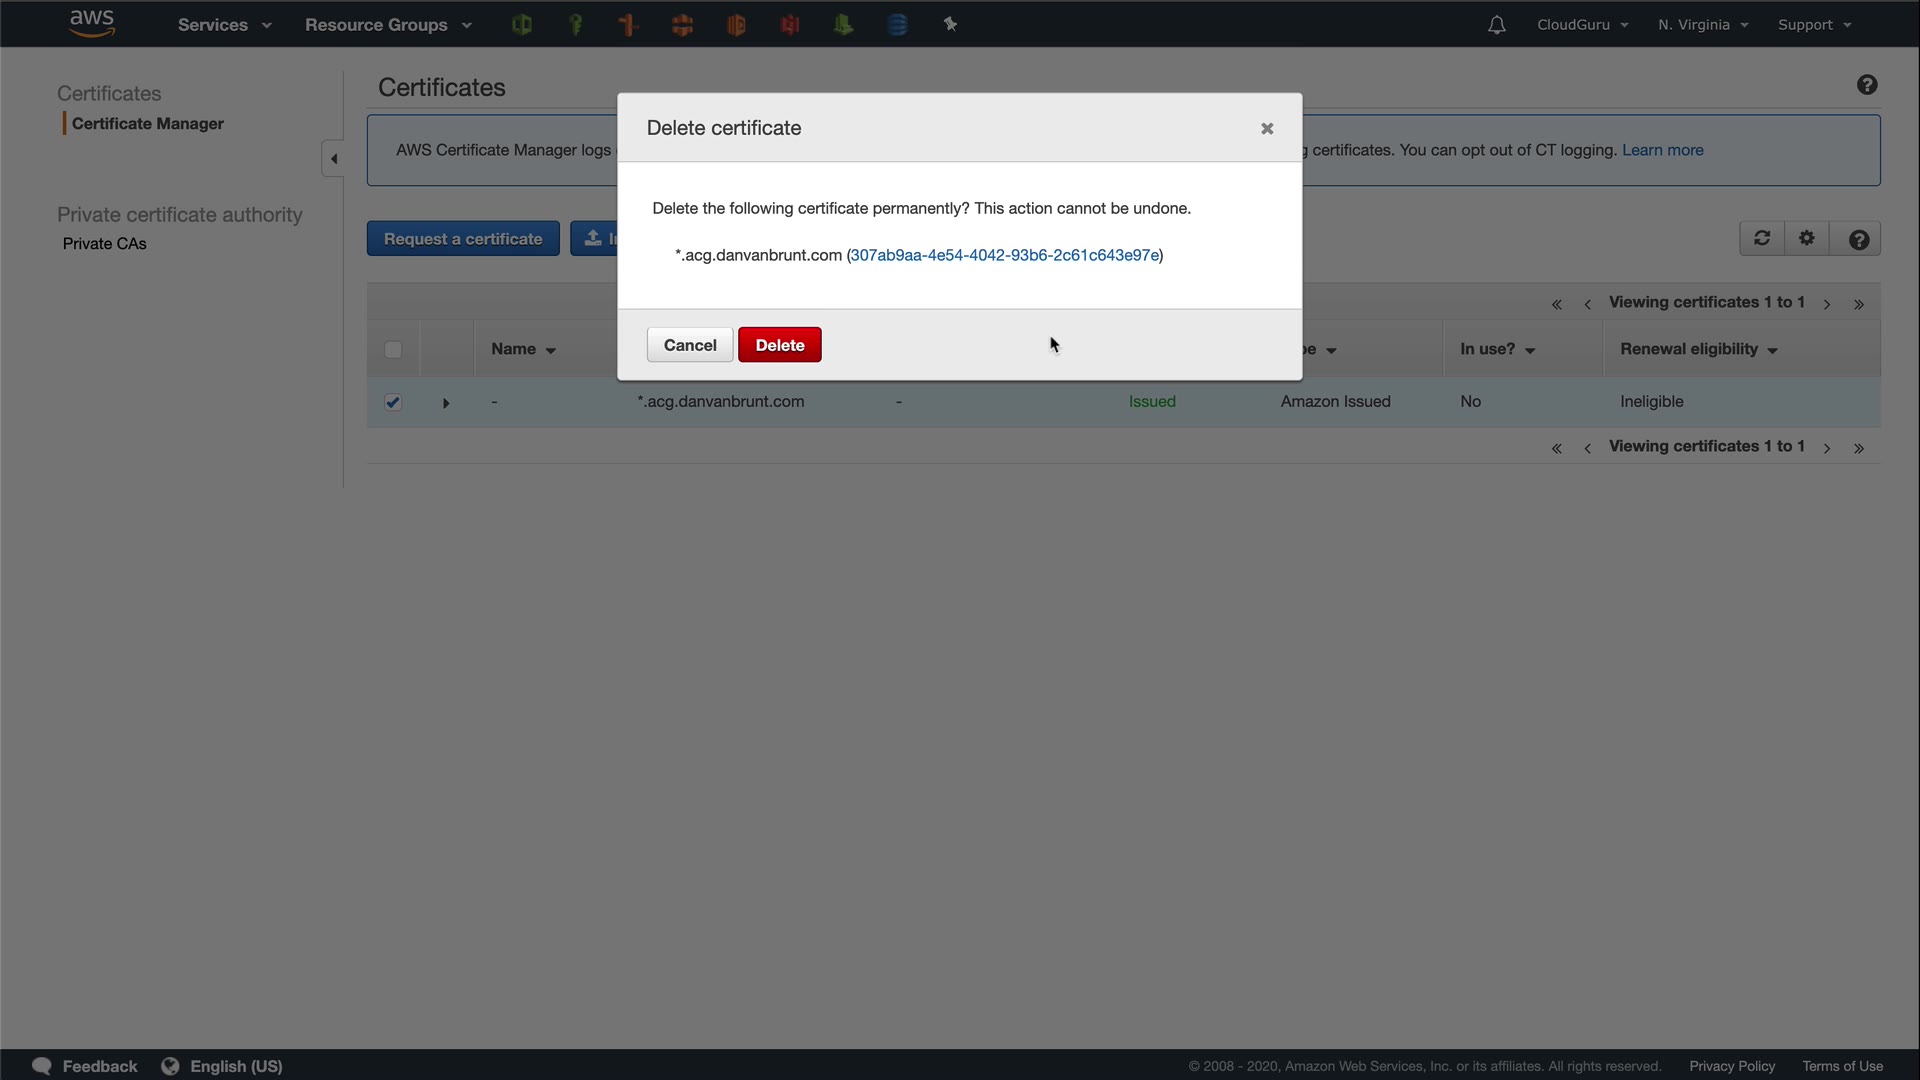 aws
Services
Resource Groups
CloudGuru
N. Virginia
Support
Certificates
Certificate Manager
Private certificate authority
Private CAs
Certificates
AWS Certificate Manager logs
certificates. You can opt out of CT logging. Learn more
Request a certificate
Delete certificate
Delete the following certificate permanently? This action cannot be undone.
*.acg.danvanbrunt.com (307ab9aa-4e54-4042-93b6-2c61c643e97e)
Cancel
Delete
« ‹ Viewing certificates 1 to 1 › »
Name
In use?
Renewal eligibility
- *.acg.danvanbrunt.com - Issued Amazon Issued No Ineligible
« ‹ Viewing certificates 1 to 1 › »
Feedback
English (US)
© 2008 - 2020, Amazon Web Services, Inc. or its affiliates. All rights reserved.
Privacy Policy
Terms of Use